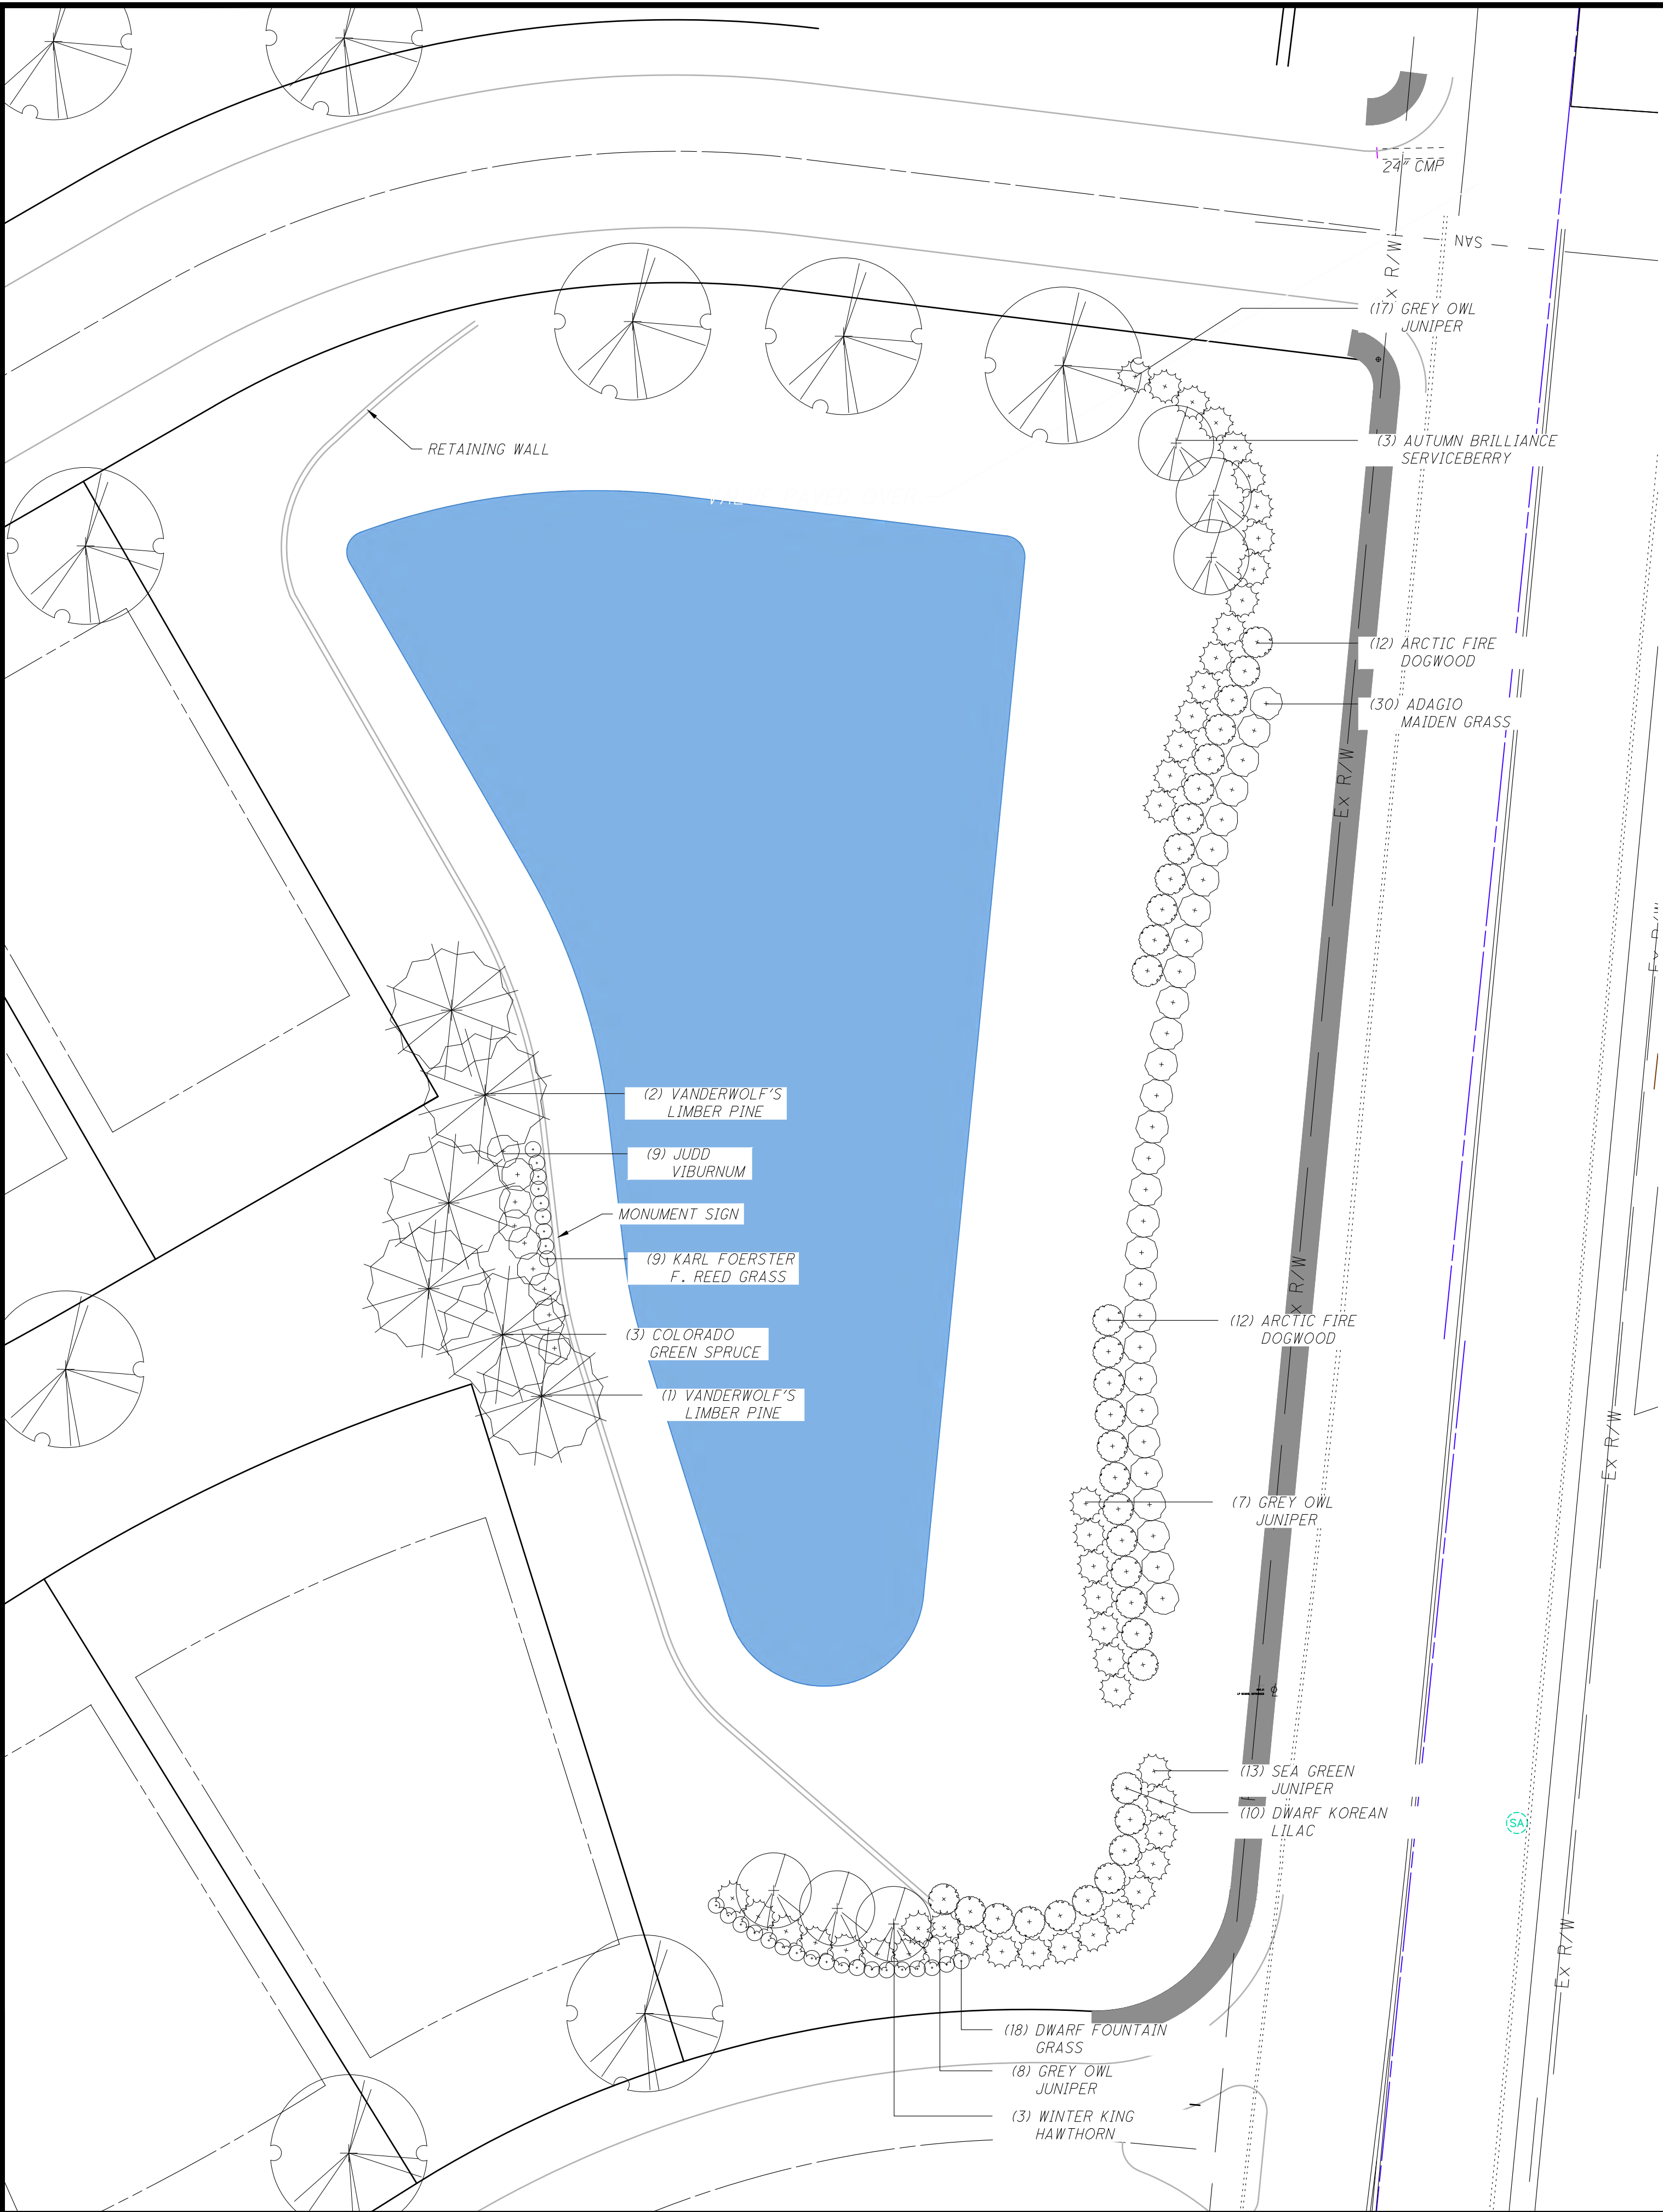 24" CMP
SAN
X R/W
(17) GREY OWL
JUNIPER
(3) AUTUMN BRILLIANCE
SERVICEBERRY
RETAINING WALL
(12) ARCTIC FIRE
DOGWOOD
(30) ADAGIO
MAIDEN GRASS
EX R/W
EX R/W
(2) VANDERWOLF'S
LIMBER PINE
(9) JUDD
VIBURNUM
MONUMENT SIGN
(9) KARL FOERSTER
F. REED GRASS
X R/W
(3) COLORADO
GREEN SPRUCE
(12) ARCTIC FIRE
DOGWOOD
(1) VANDERWOLF'S
LIMBER PINE
EX R/W
(7) GREY OWL
JUNIPER
(13) SEA GREEN
JUNIPER
(10) DWARF KOREAN
LILAC
SA
EX R/W
(18) DWARF FOUNTAIN
GRASS
(8) GREY OWL
JUNIPER
(3) WINTER KING
HAWTHORN